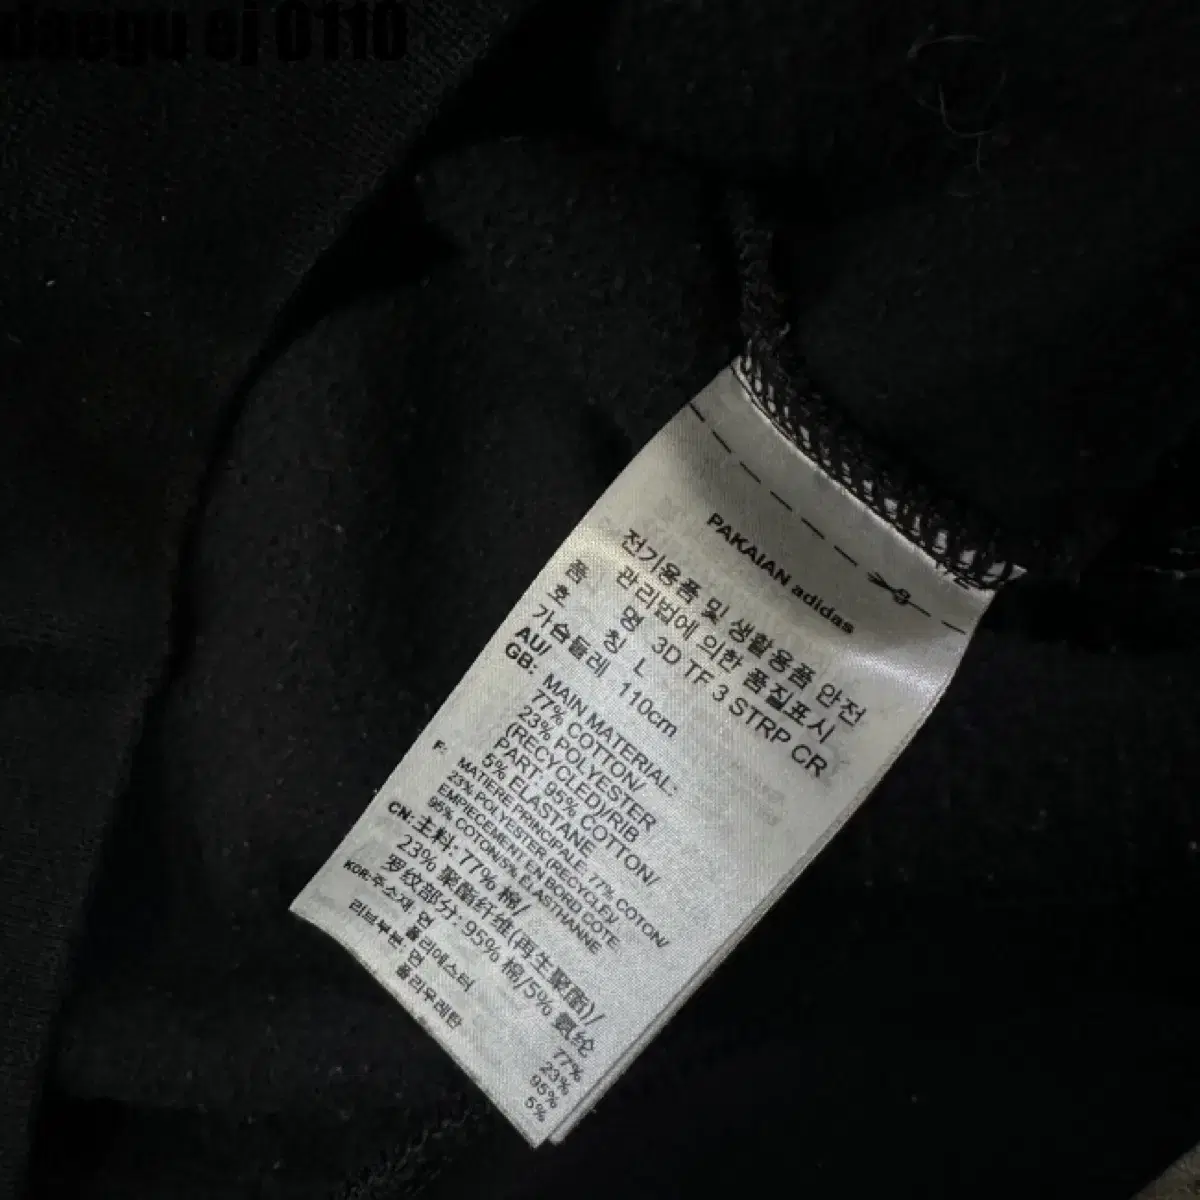 daegu ej 0110
PAKAIAN adidas
전기용품 및 생활용품 안전
관리법에 의한 품질표시
품 명 3D TF 3 STRP CR
호 칭 L
가슴둘레 110cm
AU/
GB: MAIN MATERIAL:
77% COTTON/
23% POLYESTER
(RECYCLED)/RIB
PART: 95% COTTON/
5% ELASTANE
F: MATIERE PRINCIPALE: 77% COTON/
23% POLYESTER (RECYCLE)/
EMPIECEMENT EN BORD COTE:
95% COTON/5% ELASTHANNE
CN: 主料: 77% 棉/
23% 聚酯纤维(再生聚酯)/
罗纹部分: 95% 棉/5% 氨纶
KOR: 주소재: 면 77%
폴리에스터 23%
리브부분: 면 95%
폴리우레탄 5%